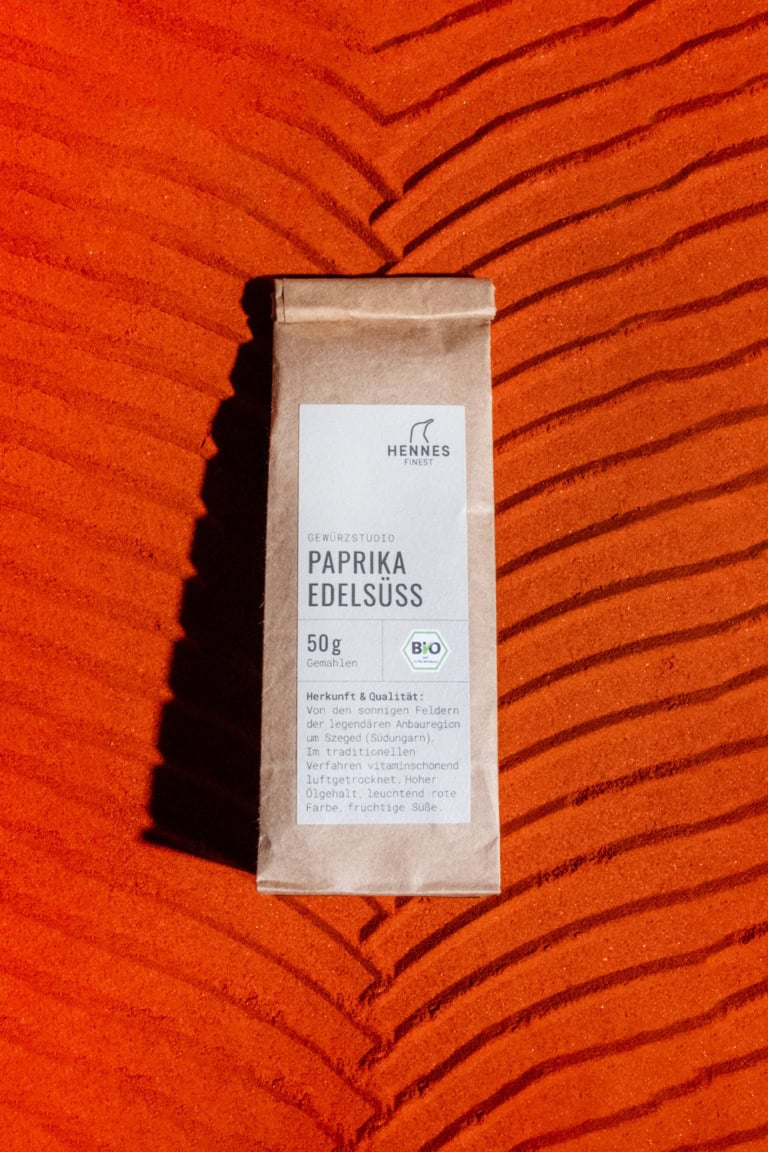 HENNES
FINEST
GEWÜRZSTUDIO
PAPRIKA
EDELSÜSS
50g
Gemahlen
BiO
Herkunft & Qualität:
Von den sonnigen Feldern
der legendären Anbauregion
um Szeged (Südungarn).
Im traditionellen
Verfahren vitaminschonend
luftgetrocknet. Hoher
Ölgehalt, leuchtend rote
Farbe, fruchtige Süße.